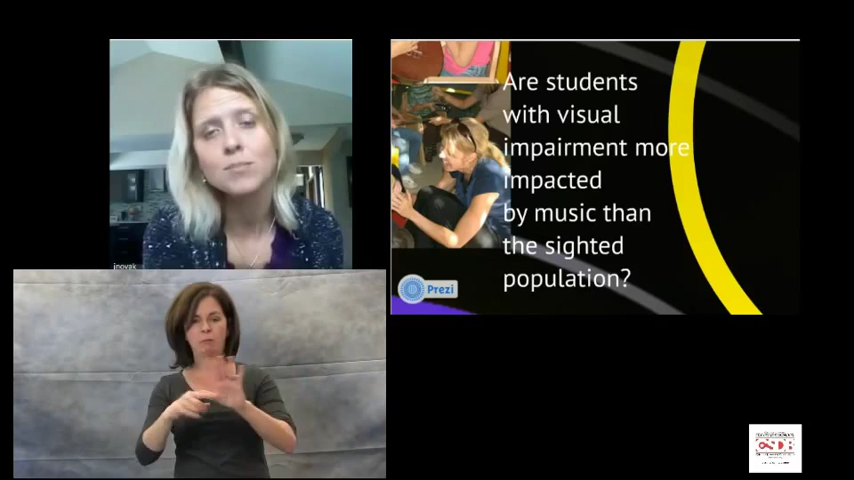 Are students
with visual
impairment more
impacted
by music than
the sighted
population?
jnovak
Prezi